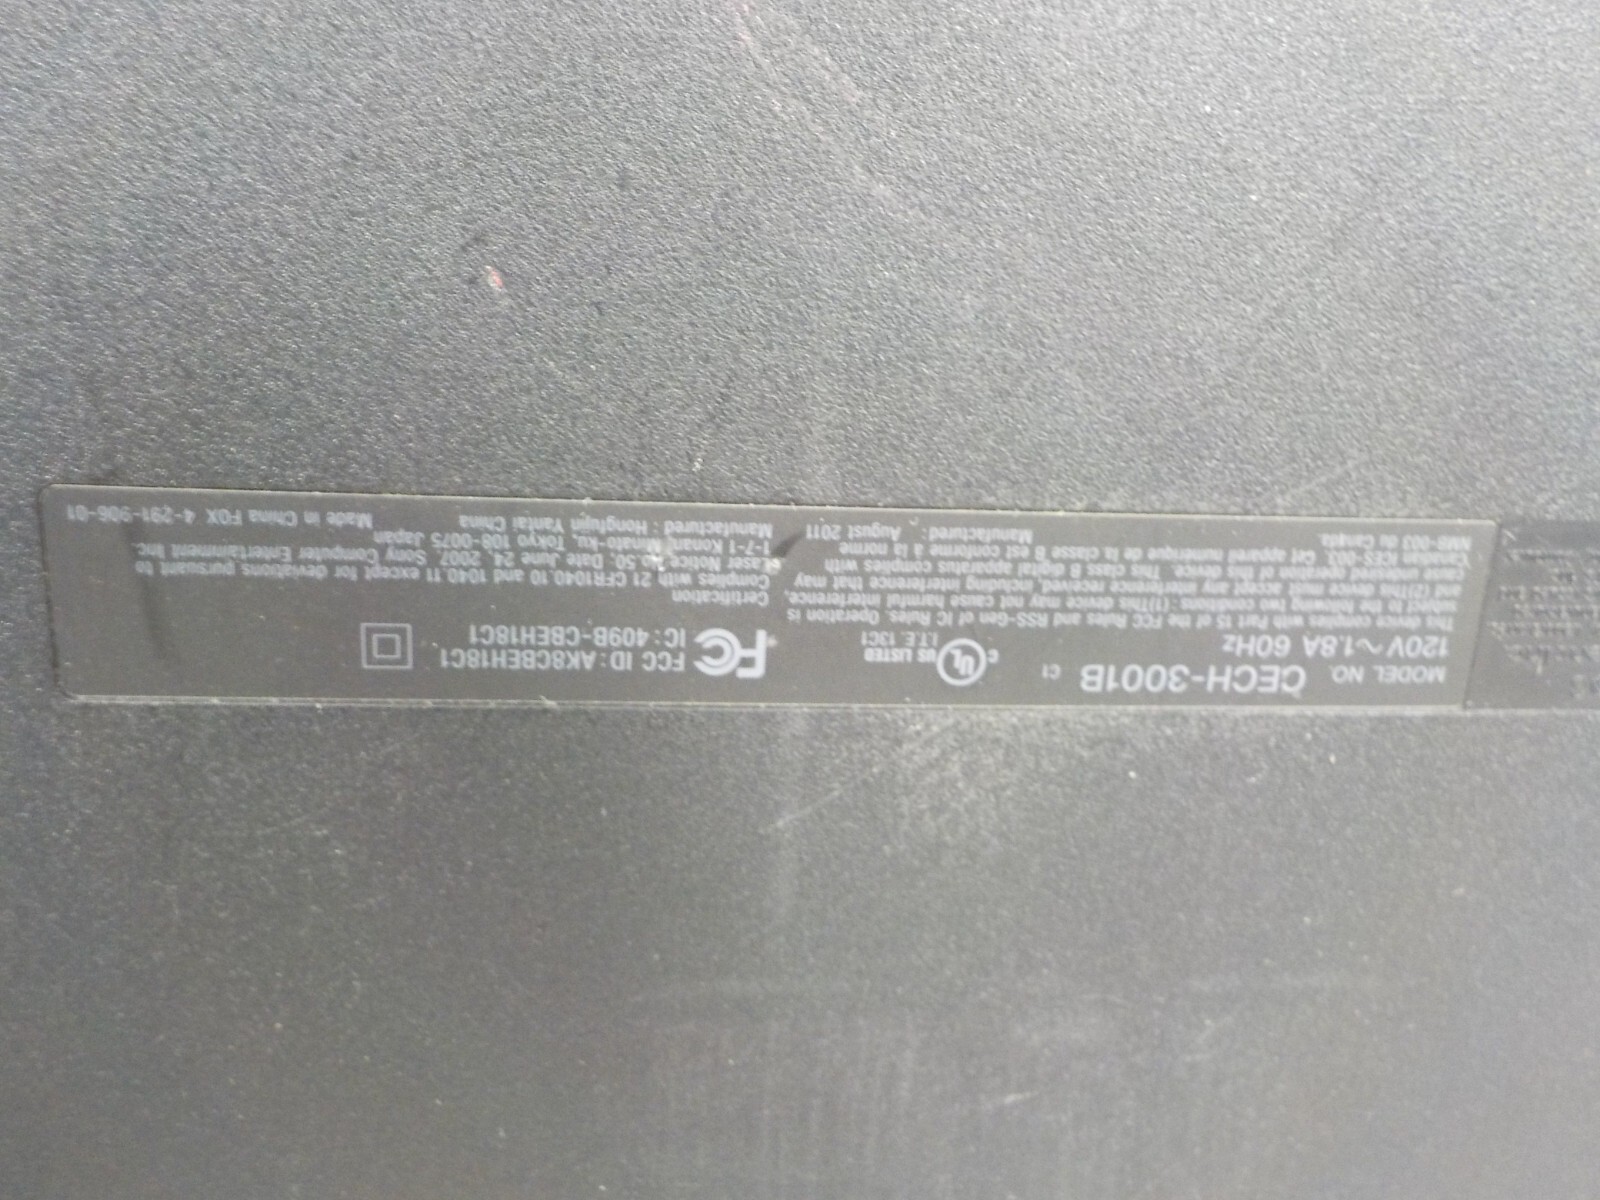 MODEL NO. CECH-3001B C1
120V ~ 1.8A 60Hz
C UL US LISTED
I.T.E. 13C1
This device complies with Part 15 of the FCC Rules and RSS-Gen of IC Rules. Operation is
subject to the following two conditions: (1)This device may not cause harmful interference,
and (2)This device must accept any interference received, including interference that may
cause undesired operation of this device. This class B digital apparatus complies with
Canadian ICES-003. Cet appareil numérique de la classe B est conforme à la norme
NMB-003 du Canada.
Manufactured : August 2011
FC FCC ID : AK8CBEH18C1
IC : 409B-CBEH18C1
Certification
Complies with 21 CFR1040.10 and 1040.11 except for deviations pursuant to
Laser Notice No. 50, Date June 24, 2007, Sony Computer Entertainment Inc.
1-7-1 Konan Minato-ku, Tokyo 108-0075 Japan
Manufactured : Hongfujin Yantai China
Made in China FOX 4-291-906-01